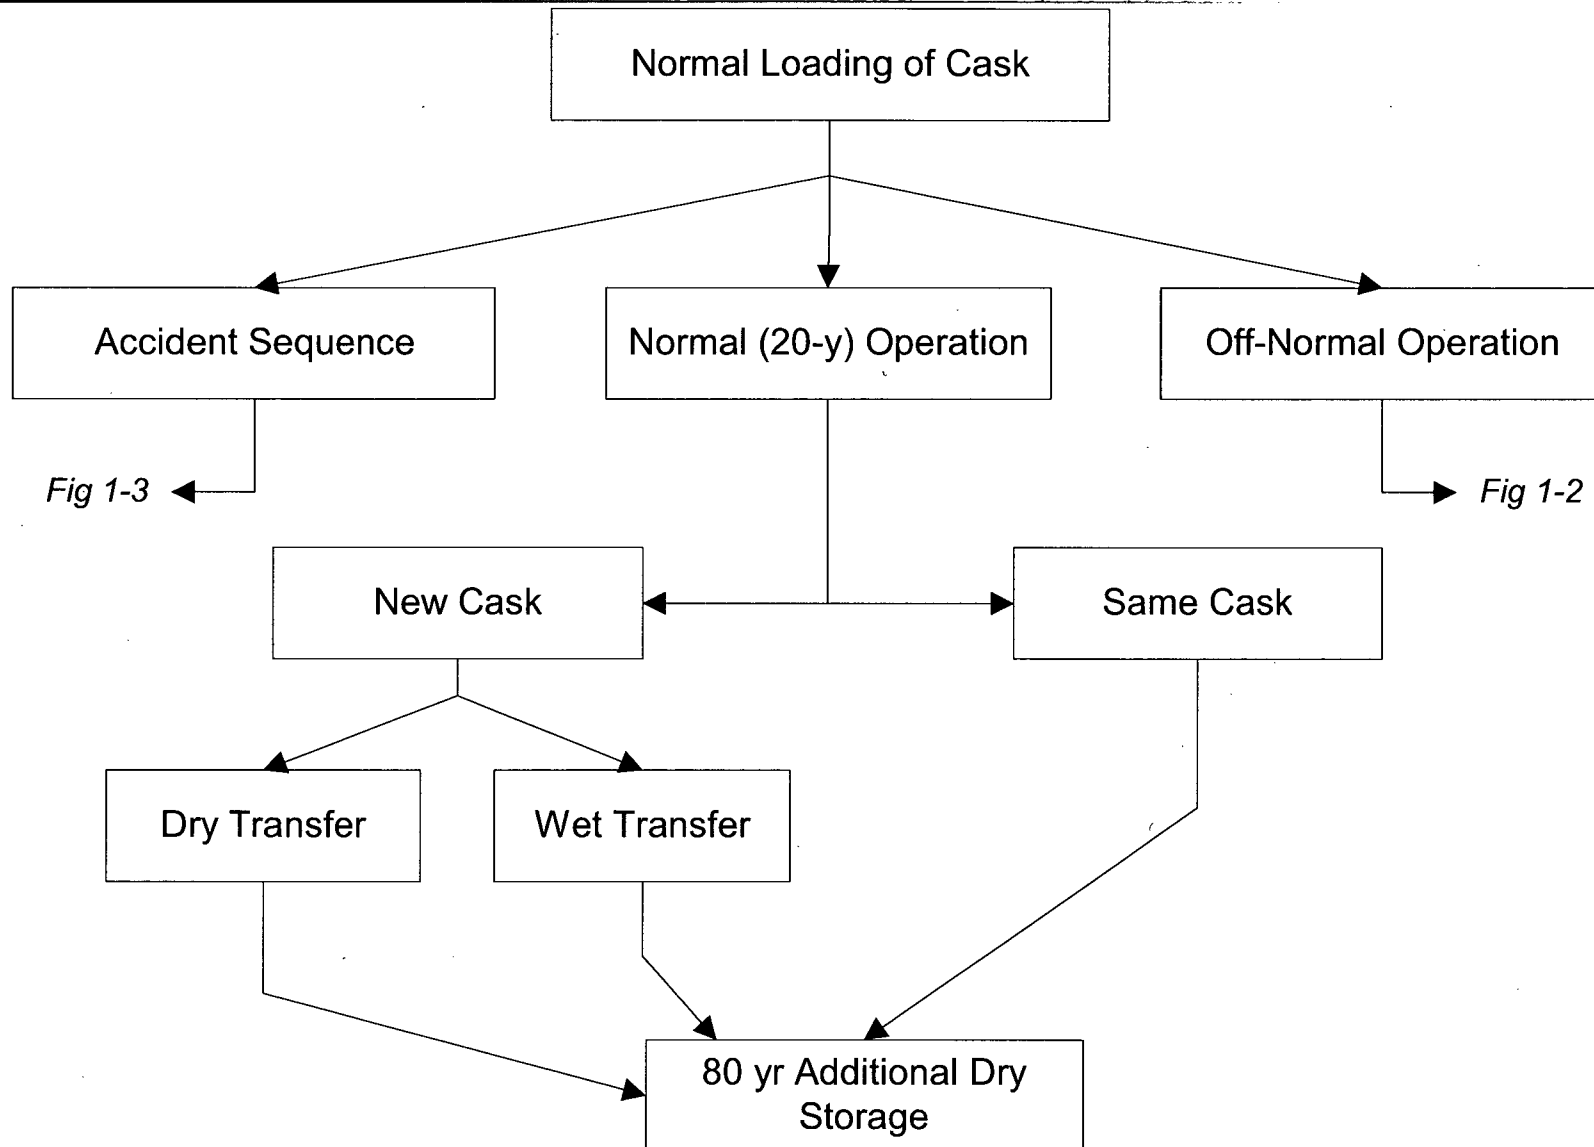 Normal Loading of Cask
Accident Sequence
Normal (20-y) Operation
Off-Normal Operation
Fig 1-3
Fig 1-2
New Cask
Same Cask
Dry Transfer
Wet Transfer
80 yr Additional Dry
Storage